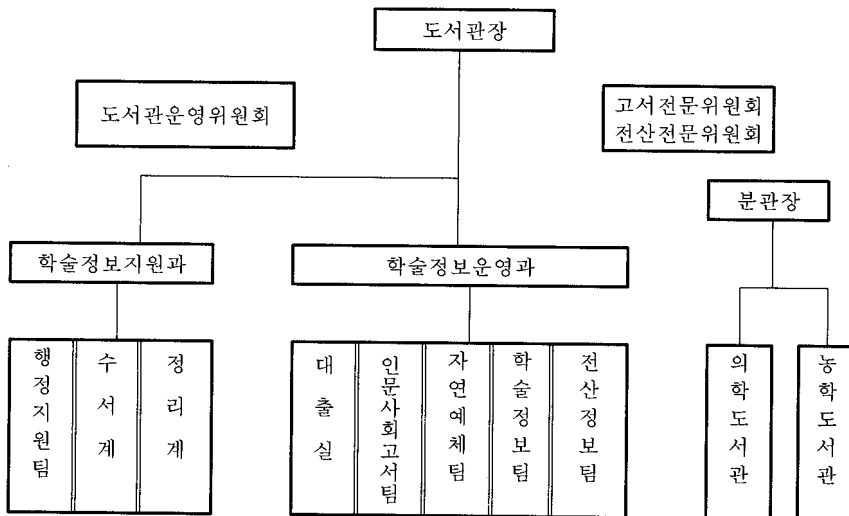 도서관장
도서관운영위원회
고서전문위원회
전산전문위원회
분관장
학술정보지원과
학술정보운영과
행정지원팀
수서계
정리계
대출실
인문사회고서팀
자연예체팀
학술정보팀
전산정보팀
의학도서관
농학도서관